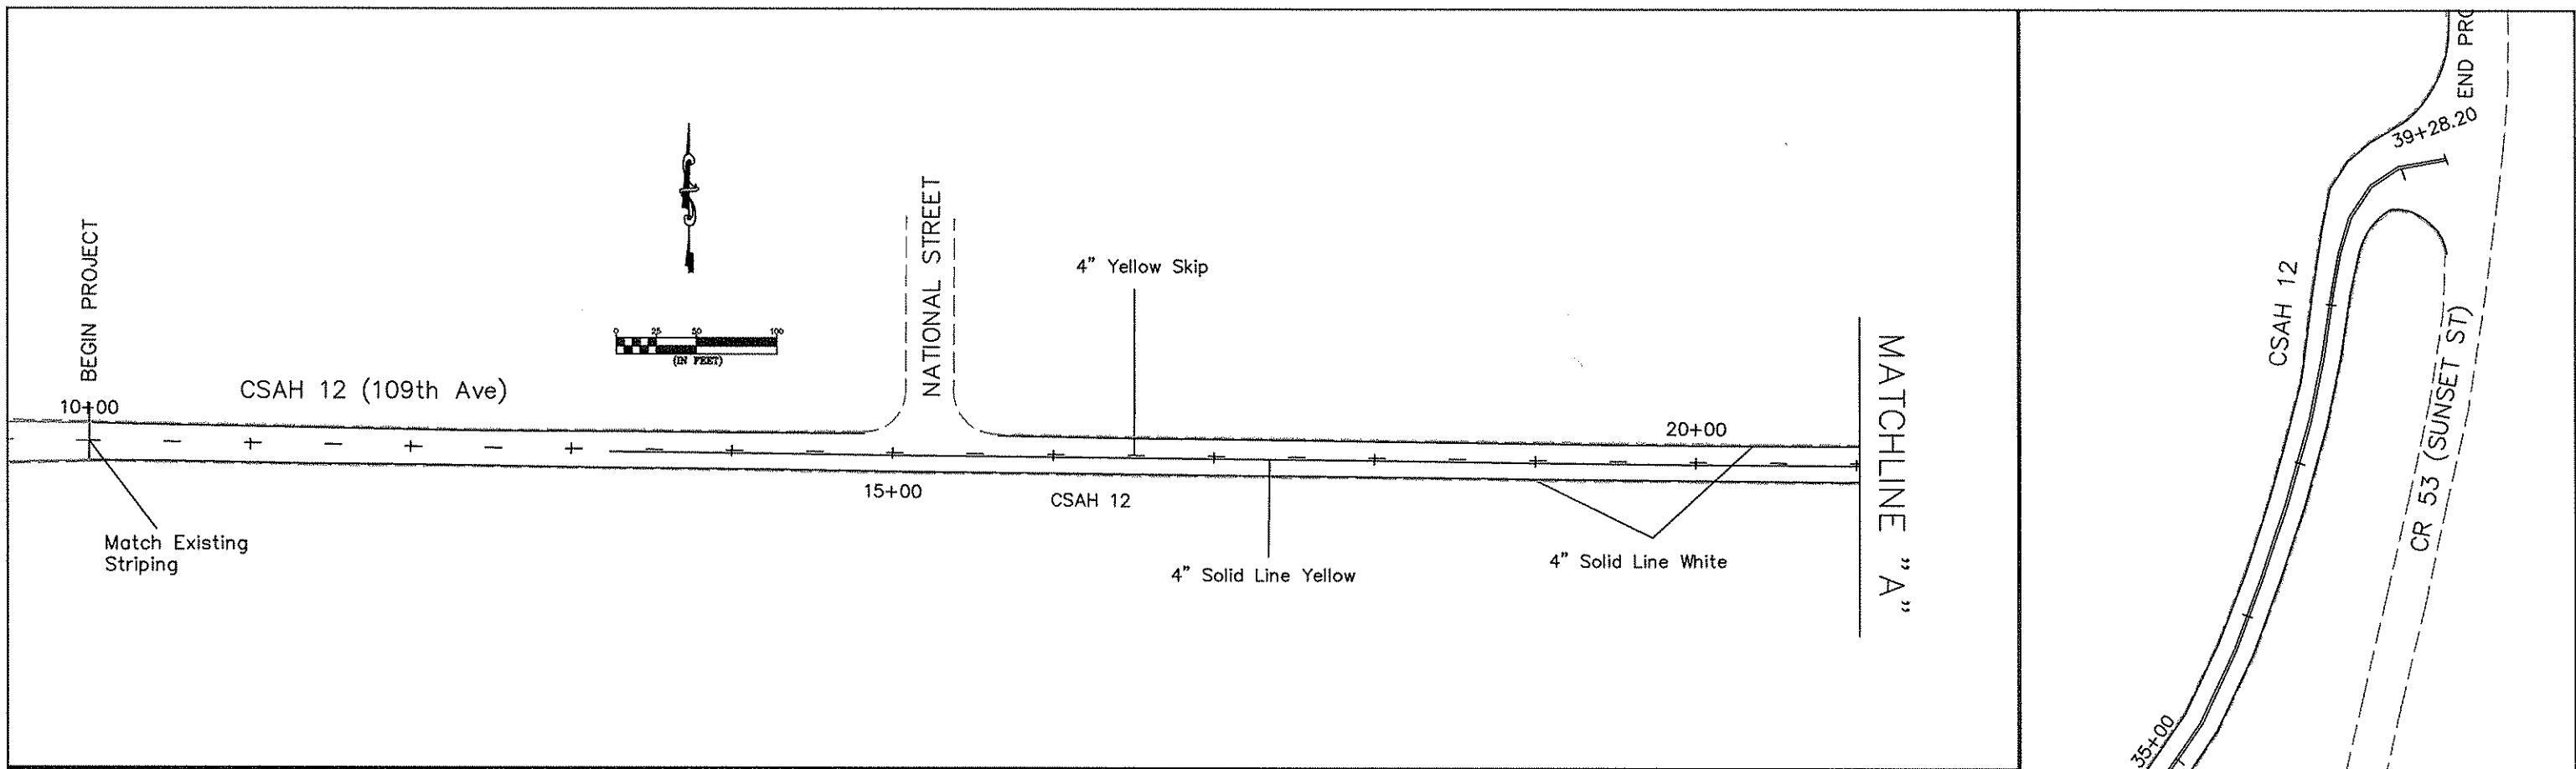 BEGIN PROJECT
10+00
CSAH 12 (109th Ave)
Match Existing
Striping
0 25 50 100
(IN FEET)
NATIONAL STREET
15+00
4” Yellow Skip
CSAH 12
4” Solid Line Yellow
20+00
4” Solid Line White
MATCHLINE ”A”
END PRO
39+28.20
CSAH 12
CR 53 (SUNSET ST)
35+00